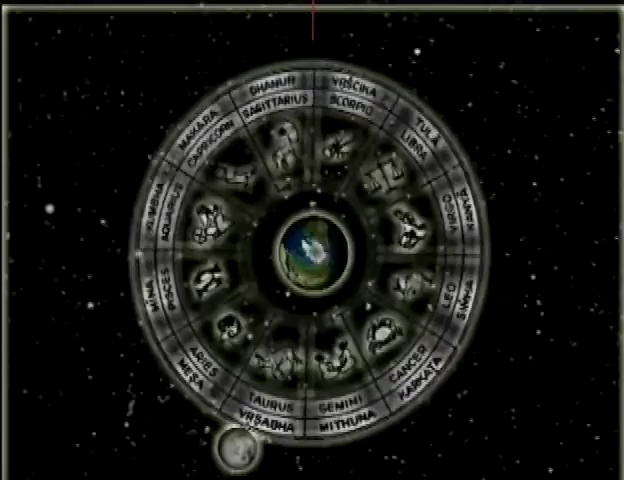 DHANUR
SAGITTARIUS
VRSCIKA
SCORPIO
TULA
LIBRA
KANYA
VIRGO
SIMHA
LEO
KARKATA
CANCER
MITHUNA
GEMINI
VRSABHA
TAURUS
MESA
ARIES
MINA
PISCES
KUMBHA
AQUARIUS
MAKARA
CAPRICORN